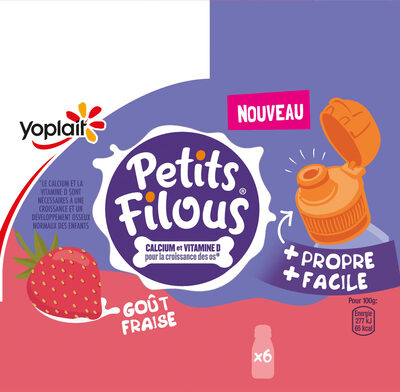 NOUVEAU
Yoplait
Petits
Filous®
CALCIUM et VITAMINE D
pour la croissance des os*
*LE CALCIUM ET LA
VITAMINE D SONT
NÉCESSAIRES À UNE
CROISSANCE ET UN
DÉVELOPPEMENT OSSEUX
NORMAUX DES ENFANTS
+ PROPRE
+ FACILE
GOÛT
FRAISE
x6
Pour 100g:
Energie
277 kJ
65 kcal